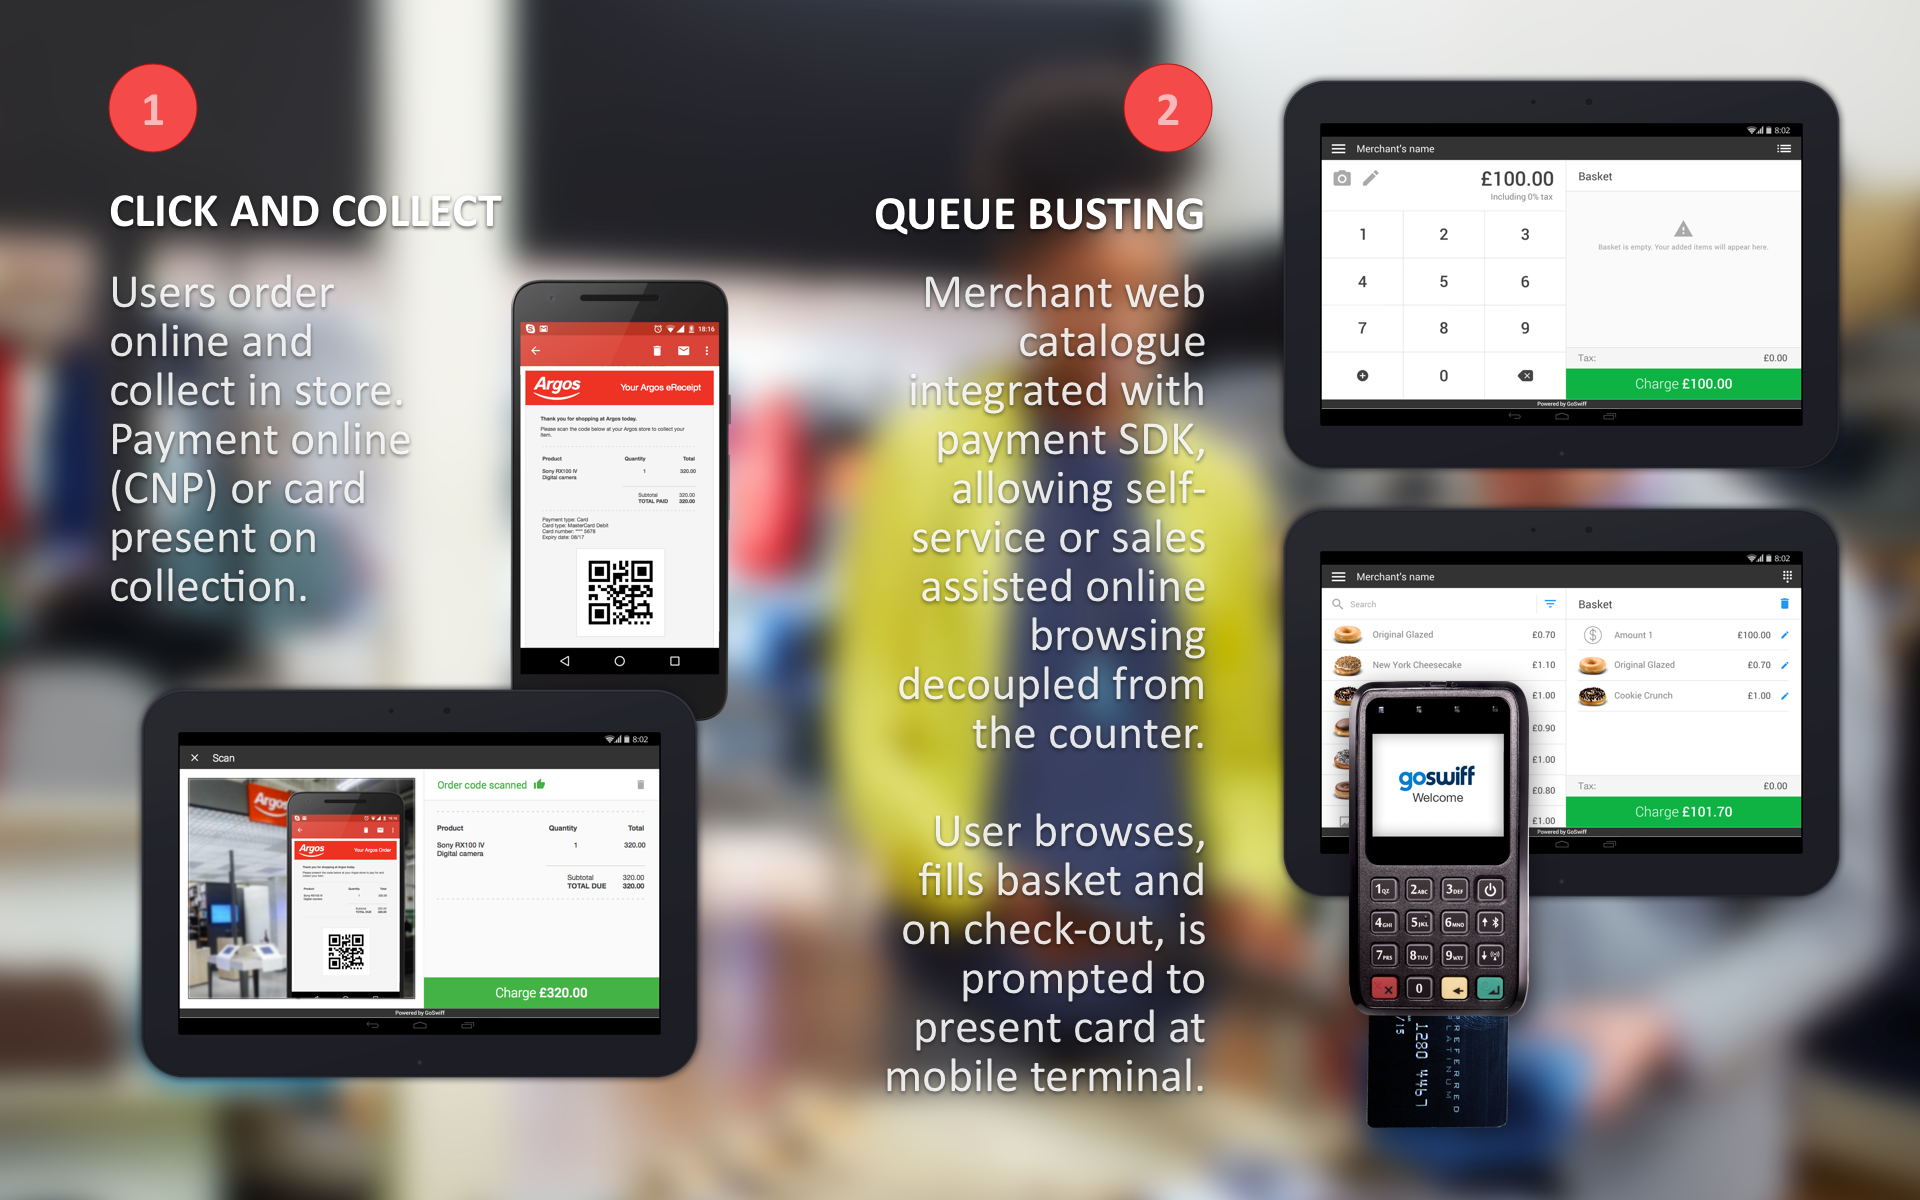 1
CLICK AND COLLECT
Users order
online and
collect in store.
Payment online
(CNP) or card
present on
collection.
18:16
Argos
Your Argos eReceipt
Thank you for shopping at Argos today.
Please scan the code below at your Argos store to collect your
item.
Product Quantity Total
Sony RX100 IV 1 320.00
Digital camera
Subtotal 320.00
TOTAL PAID 320.00
Payment type: Card
Card type: MasterCard Debit
Card number: **** 5678
Expiry date: 08/17
8:02
Scan
Argos
Argos
Your Argos Order
Order code scanned
Product Quantity Total
Sony RX100 IV 1 320.00
Digital camera
Subtotal 320.00
TOTAL DUE 320.00
Charge £320.00
Powered by GoSwiff
2
QUEUE BUSTING
Merchant web
catalogue
integrated with
payment SDK,
allowing self-
service or sales
assisted online
browsing
decoupled from
the counter.
User browses,
fills basket and
on check-out, is
prompted to
present card at
mobile terminal.
8:02
Merchant's name
£100.00
Including 0% tax
1 2 3
4 5 6
7 8 9
0
Basket
Basket is empty. Your added items will appear here.
Tax: £0.00
Charge £100.00
Powered by GoSwiff
8:02
Merchant's name
Search
Original Glazed £0.70
New York Cheesecake £1.10
£1.00
£0.90
£1.00
£0.80
£1.00
Basket
Amount 1 £100.00
Original Glazed £0.70
Cookie Crunch £1.00
Tax: £0.00
Charge £101.70
Powered by GoSwiff
goswiff
Welcome
1QZ 2ABC 3DEF
4GHI 5JKL 6MNO
7PRS 8TUV 9WXY
0
PREFERRED
PLATINUM
1280 4467
/15